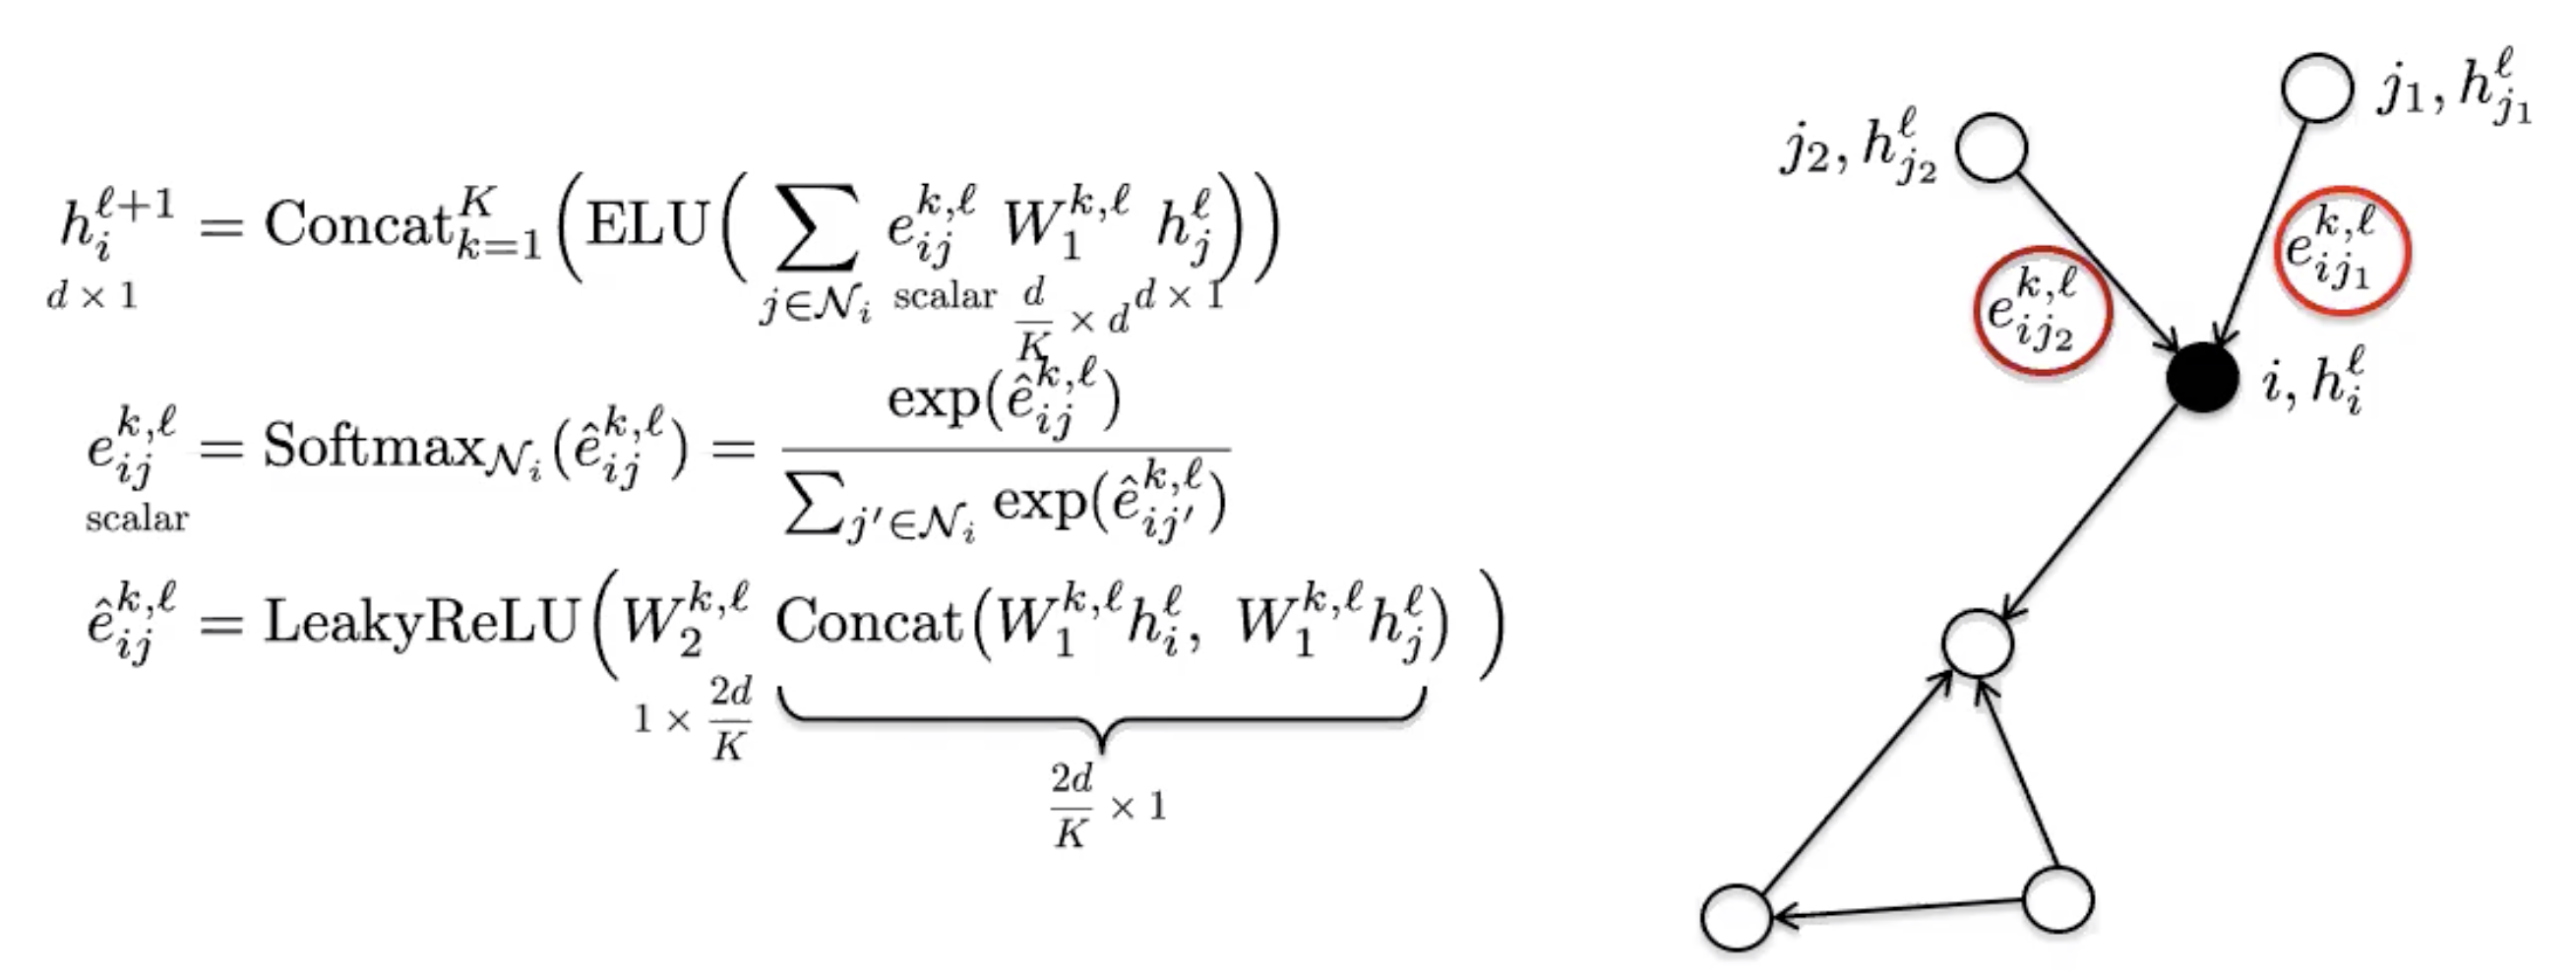 h_i^{ℓ+1} = Concat_{k=1}^K (ELU( ∑_{j∈𝒩_i} e_{ij}^{k,ℓ} W_1^{k,ℓ} h_j^ℓ ))
d × 1
scalar
d/K × d
d × 1
e_{ij}^{k,ℓ} = Softmax_{𝒩_i}(ê_{ij}^{k,ℓ}) = exp(ê_{ij}^{k,ℓ}) / ∑_{j'∈𝒩_i} exp(ê_{ij'}^{k,ℓ})
scalar
ê_{ij}^{k,ℓ} = LeakyReLU( W_2^{k,ℓ} Concat(W_1^{k,ℓ} h_i^ℓ, W_1^{k,ℓ} h_j^ℓ) )
1 × 2d/K
2d/K × 1
j_1, h_{j_1}^ℓ
j_2, h_{j_2}^ℓ
e_{ij_1}^{k,ℓ}
e_{ij_2}^{k,ℓ}
i, h_i^ℓ